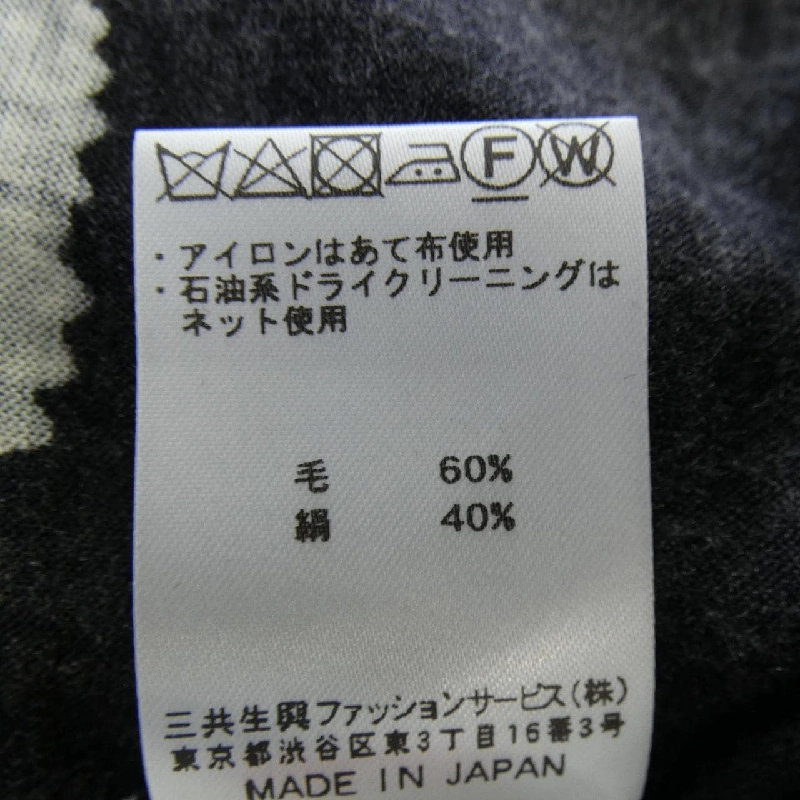 F W
・アイロンはあて布使用
・石油系ドライクリーニングは
ネット使用
毛 60%
絹 40%
三共生興ファッションサービス(株)
東京都渋谷区東3丁目16番3号
MADE IN JAPAN